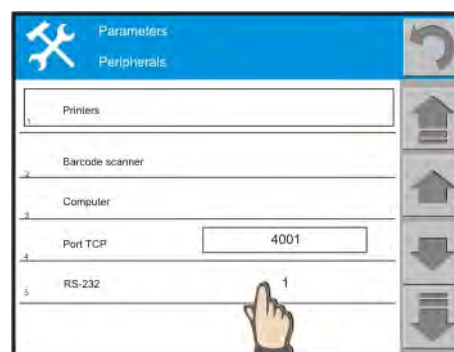 Parameters
Peripherals
1 Printers
2 Barcode scanner
3 Computer
4 Port TCP 4001
5 RS-232 1